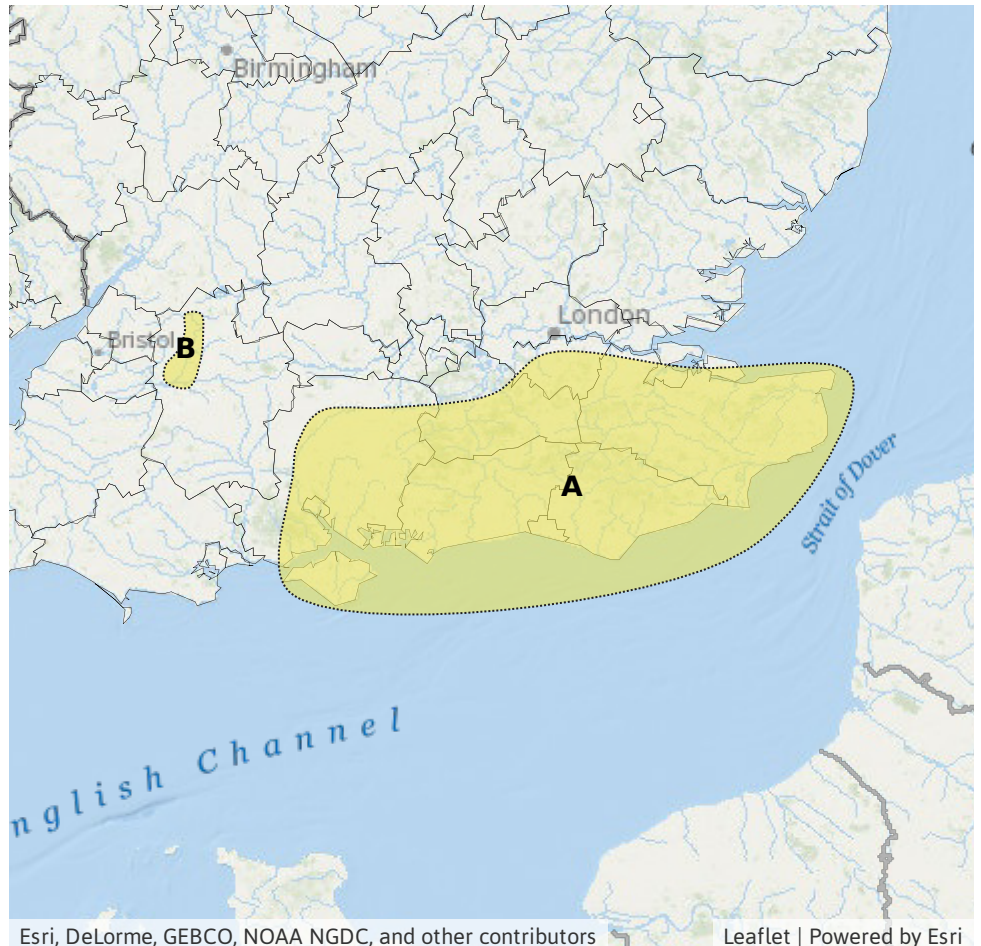 Birmingham
London
Bristol
B
A
Strait of Dover
nglish Channel
Esri, DeLorme, GEBCO, NOAA NGDC, and other contributors
Leaflet | Powered by Esri